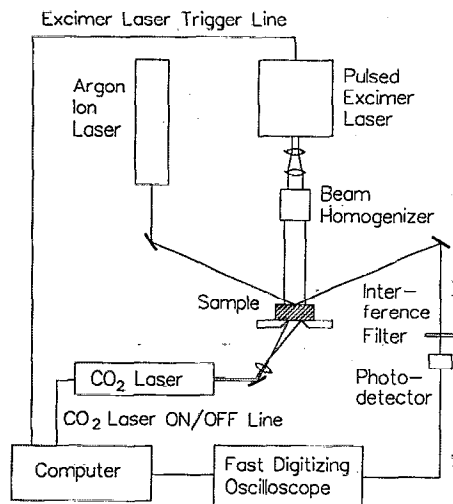 Excimer Laser Trigger Line
Argon
Ion
Laser
Pulsed
Excimer
Laser
Beam
Homogenizer
Sample
Inter-
ference
Filter
Photo-
detector
CO₂ Laser
CO₂ Laser ON/OFF Line
Computer
Fast Digitizing
Oscilloscope